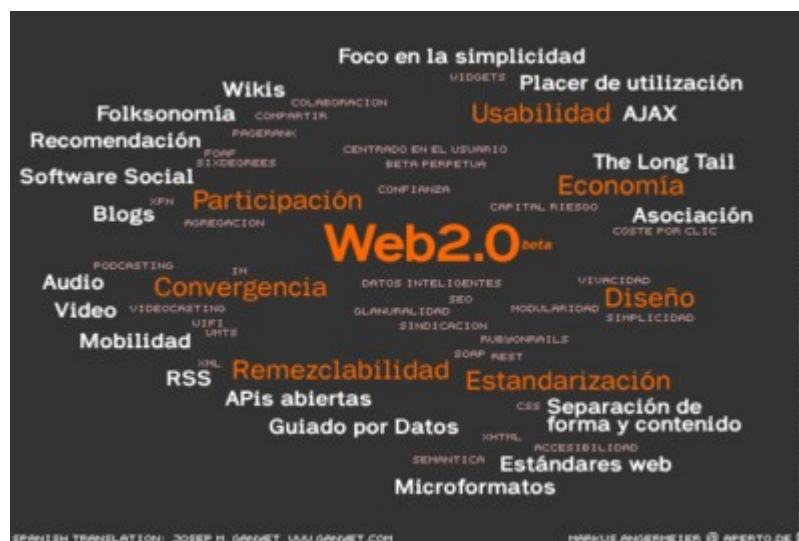 Foco en la simplicidad
WIDGETS
Placer de utilización
Wikis
COLABORACION
Usabilidad AJAX
Folksonomía
COMPARTIR
PAGERANK
Recomendación
CENTRADO EN EL USUARIO
FOAF
SIXDEGREES
BETA PERPETUA
The Long Tail
Software Social
CONFIANZA
Economía
XFN
Participación
CAPITAL RIESGO
Blogs
AGREGACION
Asociación
COSTE POR CLIC
Web2.0 beta
PODCASTING
IM
Audio
Convergencia
DATOS INTELIGENTES
VIVACIDAD
SEO
Diseño
Video
VIDEOCASTING
GLANURALIDAD
MODULARIDAD
SIMPLICIDAD
WIFI
SINDICACION
UMTS
Mobilidad
RUBYONRAILS
XML
SOAP REST
RSS
Remezclabilidad
Estandarización
APis abiertas
CSS
Separación de
forma y contenido
Guiado por Datos
XHTML
ACCESIBILIDAD
SEMANTICA
Estándares web
Microformatos
SPANISH TRANSLATION: JOSEP M. GANYET WWW.GANYET.COM
MARKUS ANGERMEIER @ APERTO.DE